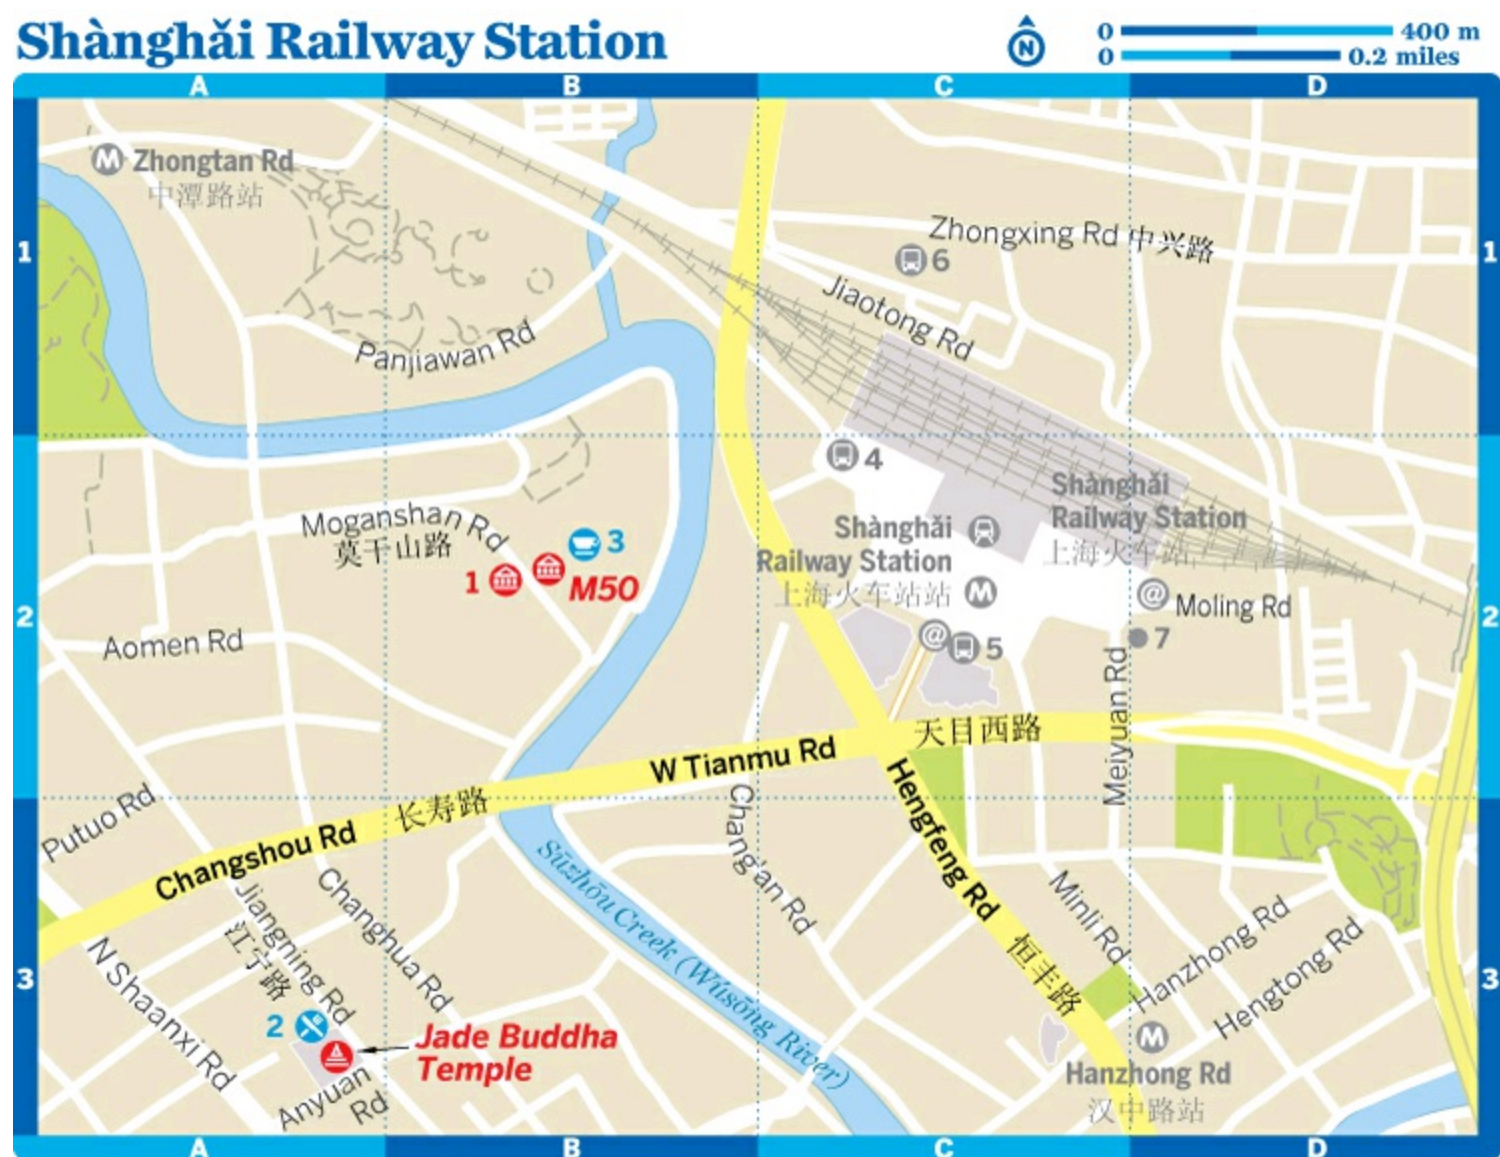 Shànghǎi Railway Station
N
0 400 m
0 0.2 miles
A B C D
1
1
M Zhongtan Rd
中潭路站
Zhongxing Rd 中兴路
6
Jiaotong Rd
Panjiawan Rd
4
Shànghǎi
Railway Station
上海火车站
Moganshan Rd
莫干山路
3
1
M50
Shànghǎi
Railway Station
上海火车站站
M
@
Moling Rd
2
2
@
5
7
Aomen Rd
Meiyuan Rd
天目西路
W Tianmu Rd
长寿路
Changshou Rd
Putuo Rd
Hengfeng Rd
恒丰路
Chang'an Rd
Sūzhōu Creek (Wúsōng River)
Minli Rd
Hanzhong Rd
Hengtong Rd
Jiangning Rd
江宁路
Changhua Rd
N Shaanxi Rd
3
3
2
Jade Buddha
Temple
Anyuan
Rd
M
Hanzhong Rd
汉中路站
A B C D